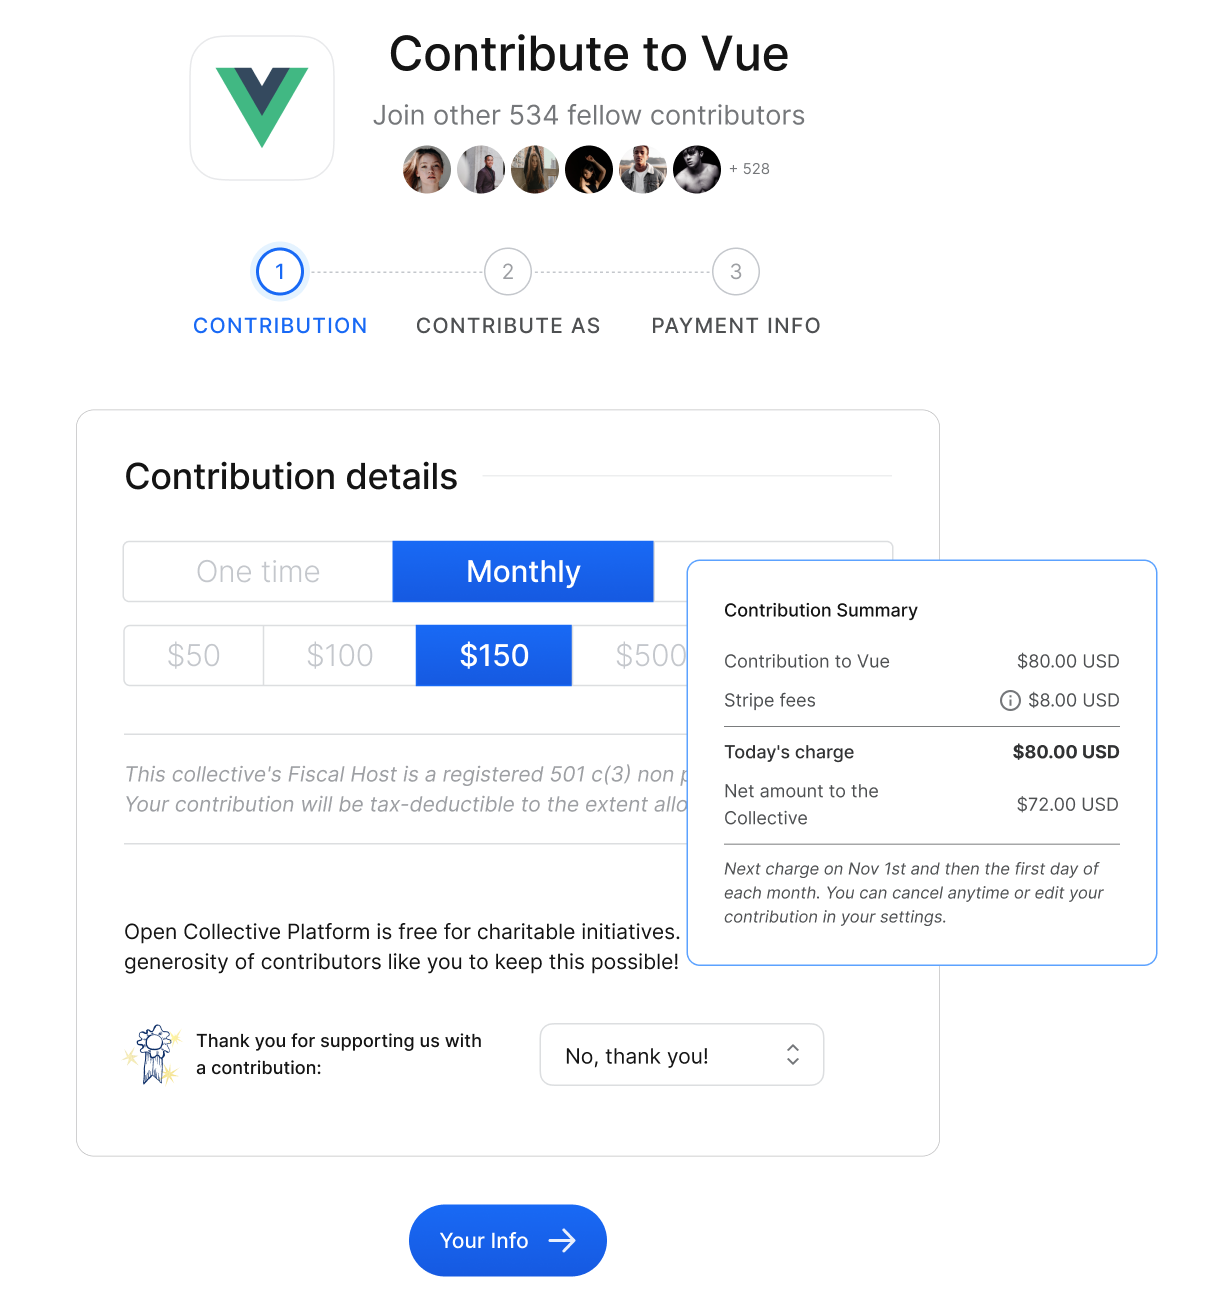 Contribute to Vue
Join other 534 fellow contributors
+ 528
1
2
3
CONTRIBUTION
CONTRIBUTE AS
PAYMENT INFO
Contribution details
One time
Monthly
$50
$100
$150
$500
This collective's Fiscal Host is a registered 501 c(3) non
Your contribution will be tax-deductible to the extent
Open Collective Platform is free for charitable initiatives.
generosity of contributors like you to keep this possible!
Thank you for supporting us with
a contribution:
No, thank you!
Contribution Summary
Contribution to Vue $80.00 USD
Stripe fees $8.00 USD
Today's charge $80.00 USD
Net amount to the
Collective
$72.00 USD
Next charge on Nov 1st and then the first day of
each month. You can cancel anytime or edit your
contribution in your settings.
Your Info